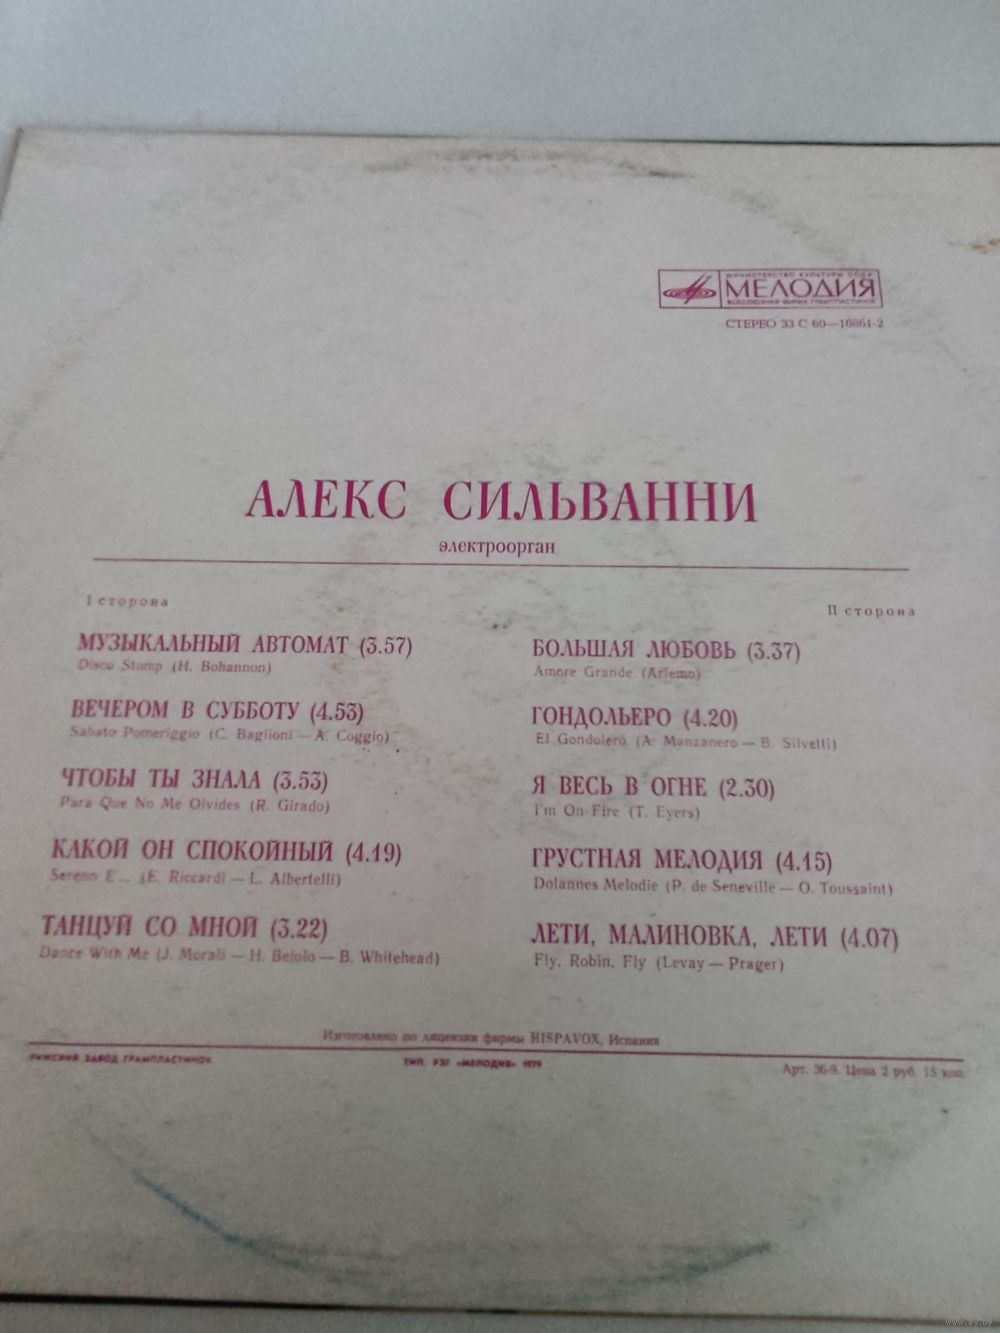 МИНИСТЕРСТВО КУЛЬТУРЫ СССР
МЕЛОДИЯ
ВСЕСОЮЗНАЯ ФИРМА ГРАМПЛАСТИНОК
СТЕРЕО 33 С 60—10861-2
АЛЕКС СИЛЬВАННИ
электроорган
I сторона
МУЗЫКАЛЬНЫЙ АВТОМАТ (3.57)
Disco Stomp (H. Bohannon)
ВЕЧЕРОМ В СУББОТУ (4.53)
Sabato Pomeriggio (C. Baglioni — A. Coggio)
ЧТОБЫ ТЫ ЗНАЛА (3.53)
Para Que No Me Olvides (R. Girado)
КАКОЙ ОН СПОКОЙНЫЙ (4.19)
Sereno E... (E. Riccardi — L. Albertelli)
ТАНЦУЙ СО МНОЙ (3.22)
Dance With Me (J. Morali — H. Belolo — B. Whitehead)
II сторона
БОЛЬШАЯ ЛЮБОВЬ (3.37)
Amore Grande (Arfemo)
ГОНДОЛЬЕРО (4.20)
El Gondolero (A. Manzanero — B. Silvetti)
Я ВЕСЬ В ОГНЕ (2.30)
I'm On Fire (T. Eyers)
ГРУСТНАЯ МЕЛОДИЯ (4.15)
Dolannes Melodie (P. de Seneville — O. Toussaint)
ЛЕТИ, МАЛИНОВКА, ЛЕТИ (4.07)
Fly, Robin, Fly (Levay — Prager)
Изготовлено по лицензии фирмы HISPAVOX, Испания
РИЖСКИЙ ЗАВОД ГРАМПЛАСТИНОК
ТИП. РЗГ «МЕЛОДИЯ» 1979
Арт. 36-9. Цена 2 руб. 15 коп
www.ay.by